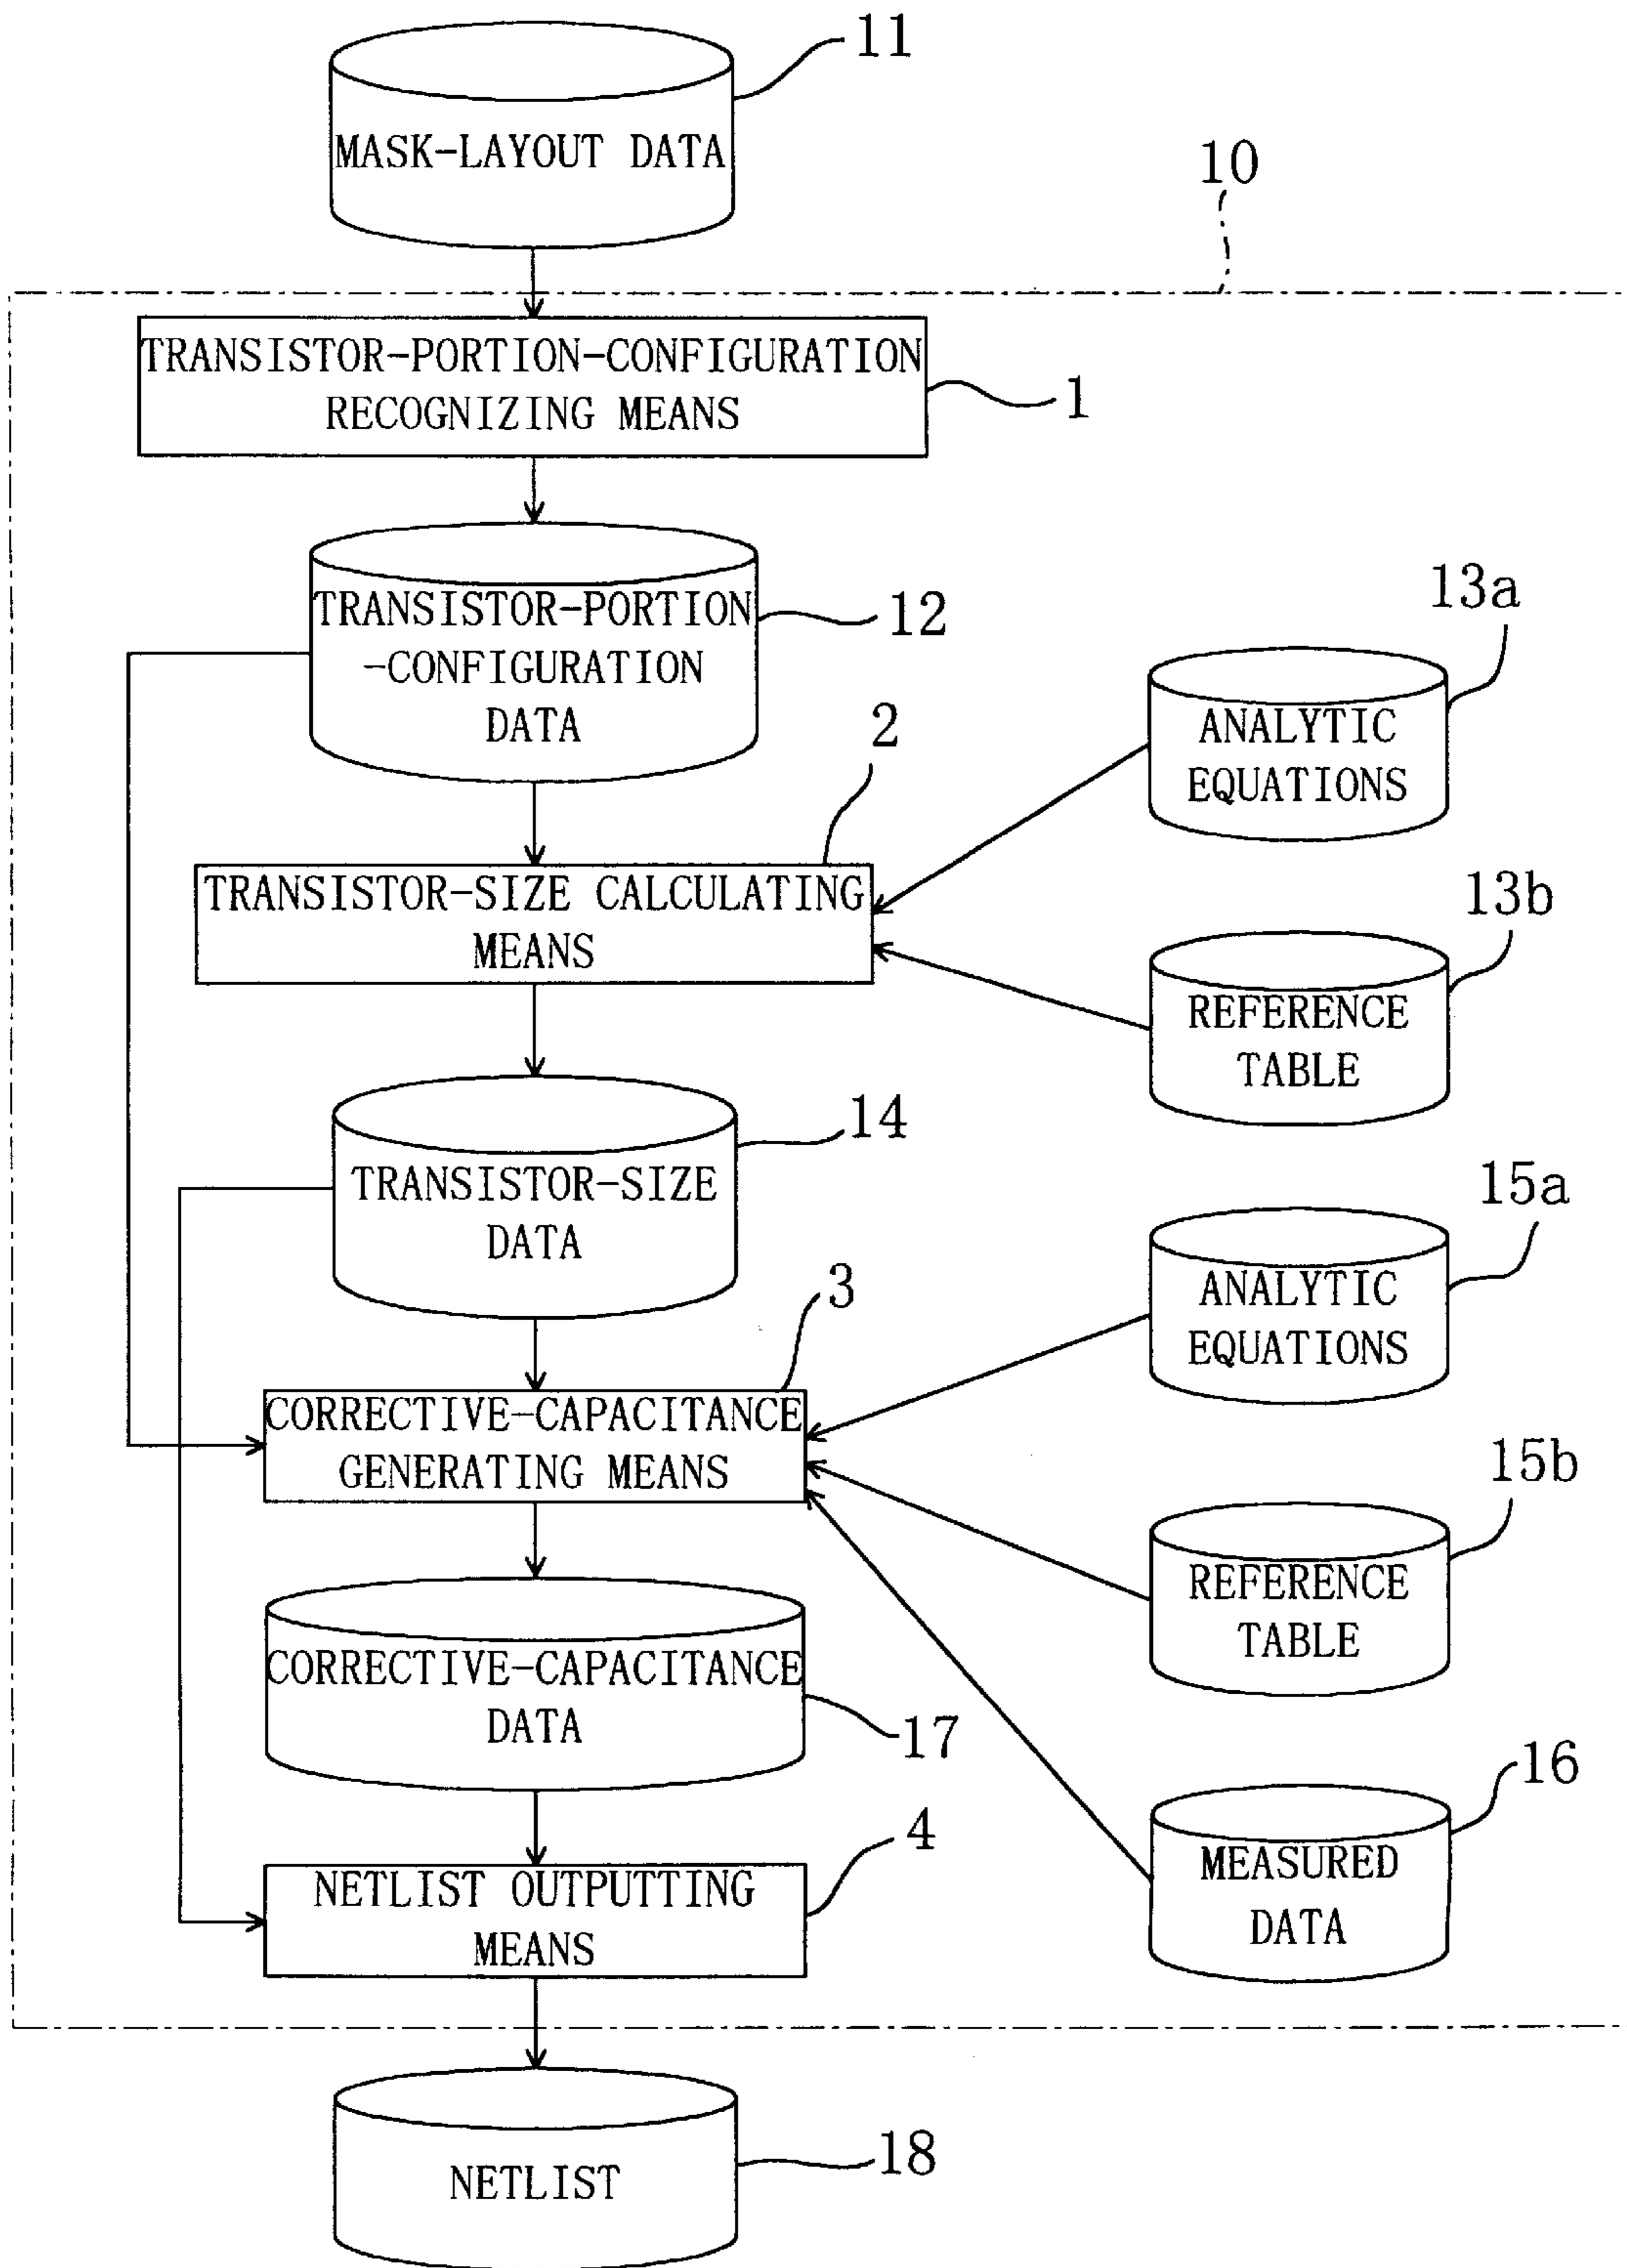 11
MASK-LAYOUT DATA
10
TRANSISTOR-PORTION-CONFIGURATION
RECOGNIZING MEANS
1
TRANSISTOR-PORTION
-CONFIGURATION
DATA
12
13a
ANALYTIC
EQUATIONS
2
TRANSISTOR-SIZE CALCULATING
MEANS
13b
REFERENCE
TABLE
14
TRANSISTOR-SIZE
DATA
15a
ANALYTIC
EQUATIONS
3
CORRECTIVE-CAPACITANCE
GENERATING MEANS
15b
REFERENCE
TABLE
CORRECTIVE-CAPACITANCE
DATA
17
16
MEASURED
DATA
4
NETLIST OUTPUTTING
MEANS
NETLIST
18